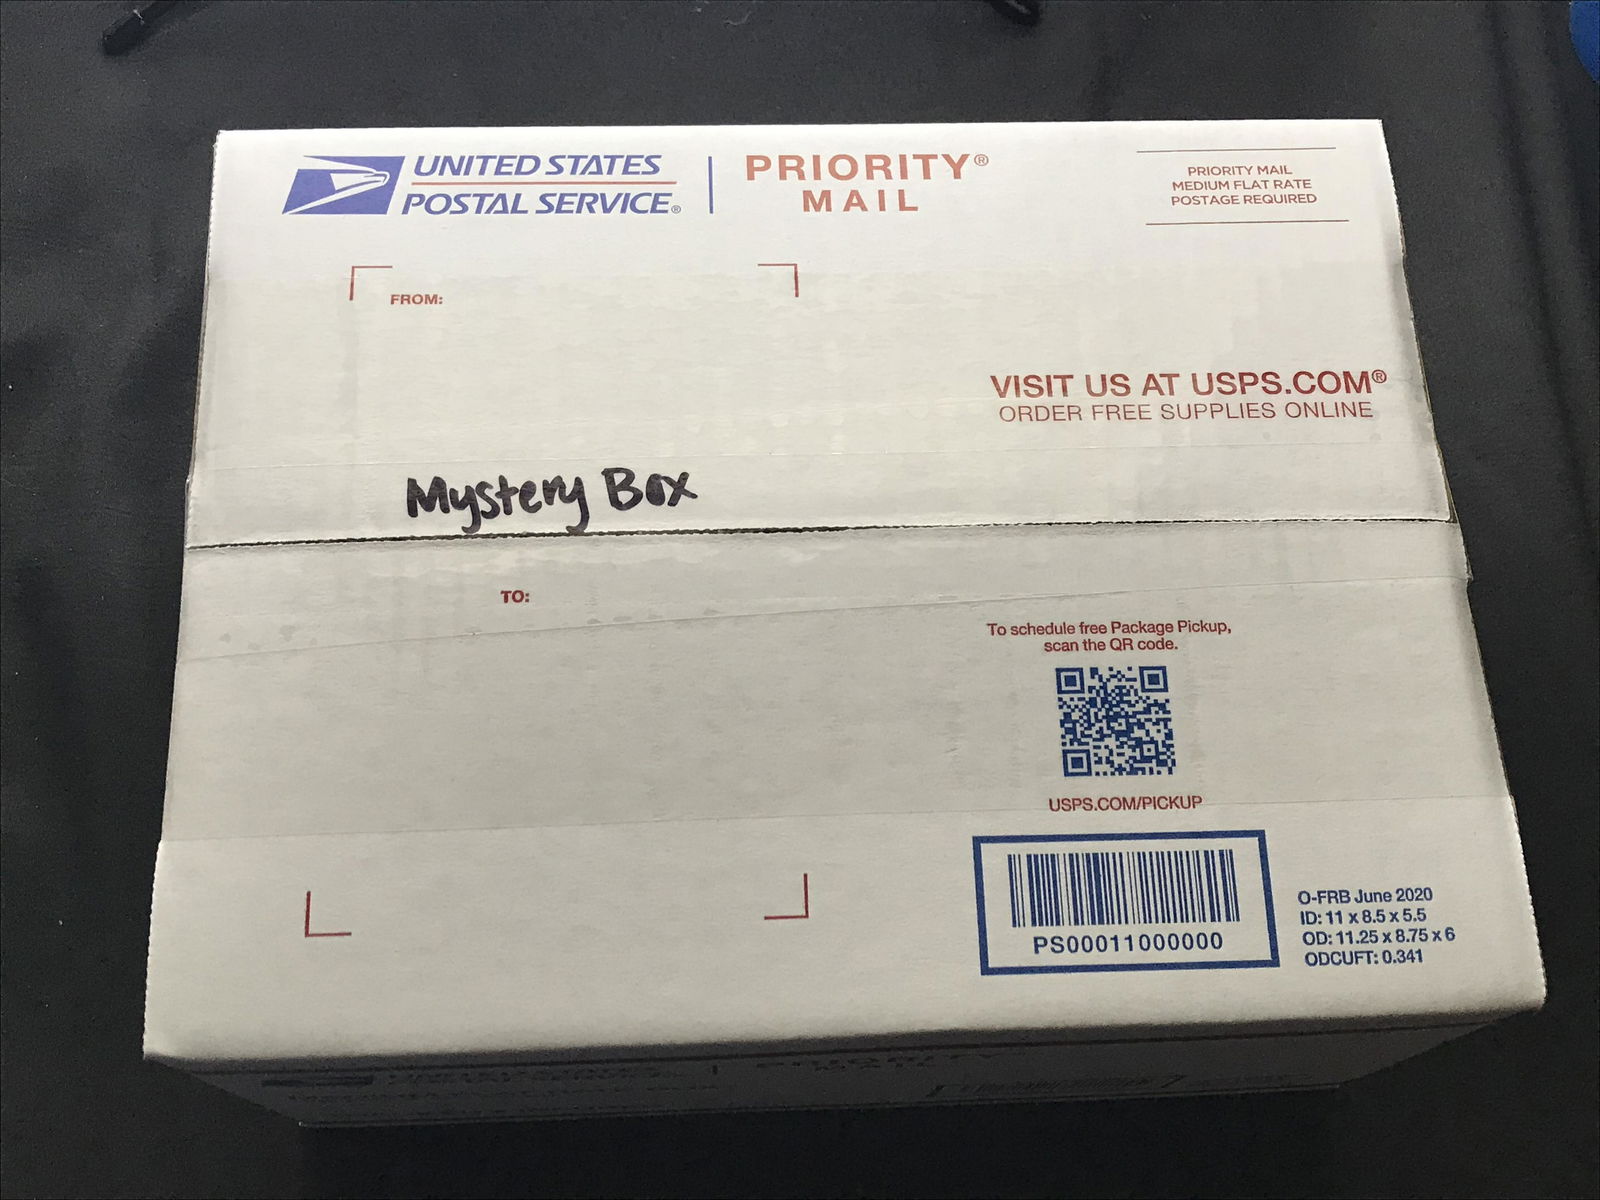 UNITED STATES
POSTAL SERVICE®
PRIORITY®
MAIL
PRIORITY MAIL
MEDIUM FLAT RATE
POSTAGE REQUIRED
FROM:
VISIT US AT USPS.COM®
ORDER FREE SUPPLIES ONLINE
Mystery Box
TO:
To schedule free Package Pickup,
scan the QR code.
USPS.COM/PICKUP
PS00011000000
O-FRB June 2020
ID: 11 x 8.5 x 5.5
OD: 11.25 x 8.75 x 6
ODCUFT: 0.341
PRIORITY